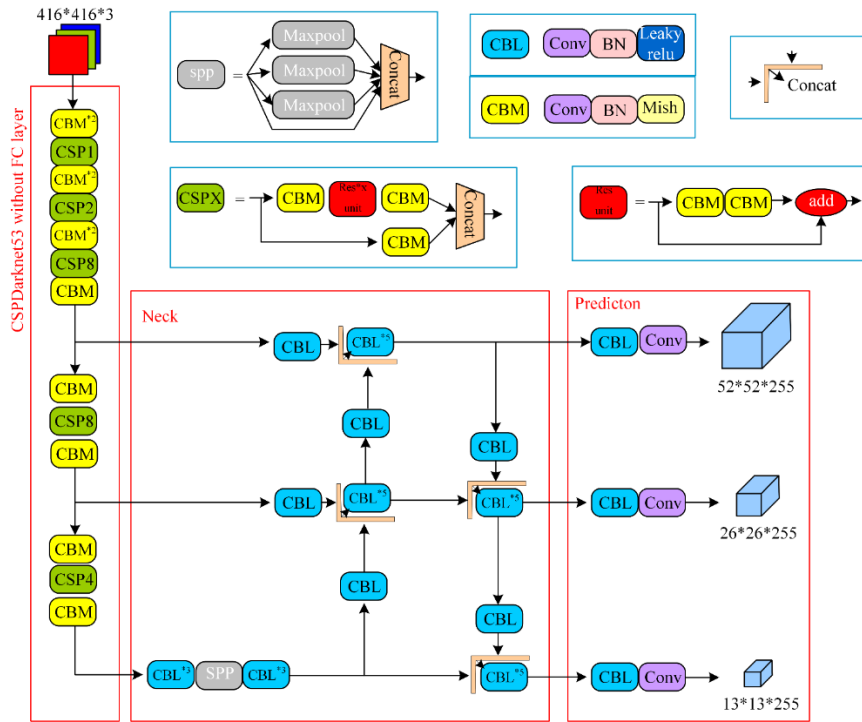 416*416*3
CSPDarknet53 without FC layer
CBM*2
CSP1
CBM*2
CSP2
CBM*2
CSP8
CBM
CBM
CSP8
CBM
CBM
CSP4
CBM
spp
=
Maxpool
Maxpool
Maxpool
Concat
CBL
Conv
BN
Leaky
relu
CBM
Conv
BN
Mish
Concat
CSPX
=
CBM
Res*x
unit
CBM
CBM
Concat
Res
unit
=
CBM
CBM
add
Neck
CBL
CBL*5
CBL
CBL
CBL
CBL*5
CBL*5
CBL
CBL
CBL*3
SPP
CBL*3
CBL*5
Predicton
CBL
Conv
52*52*255
CBL
Conv
26*26*255
CBL
Conv
13*13*255